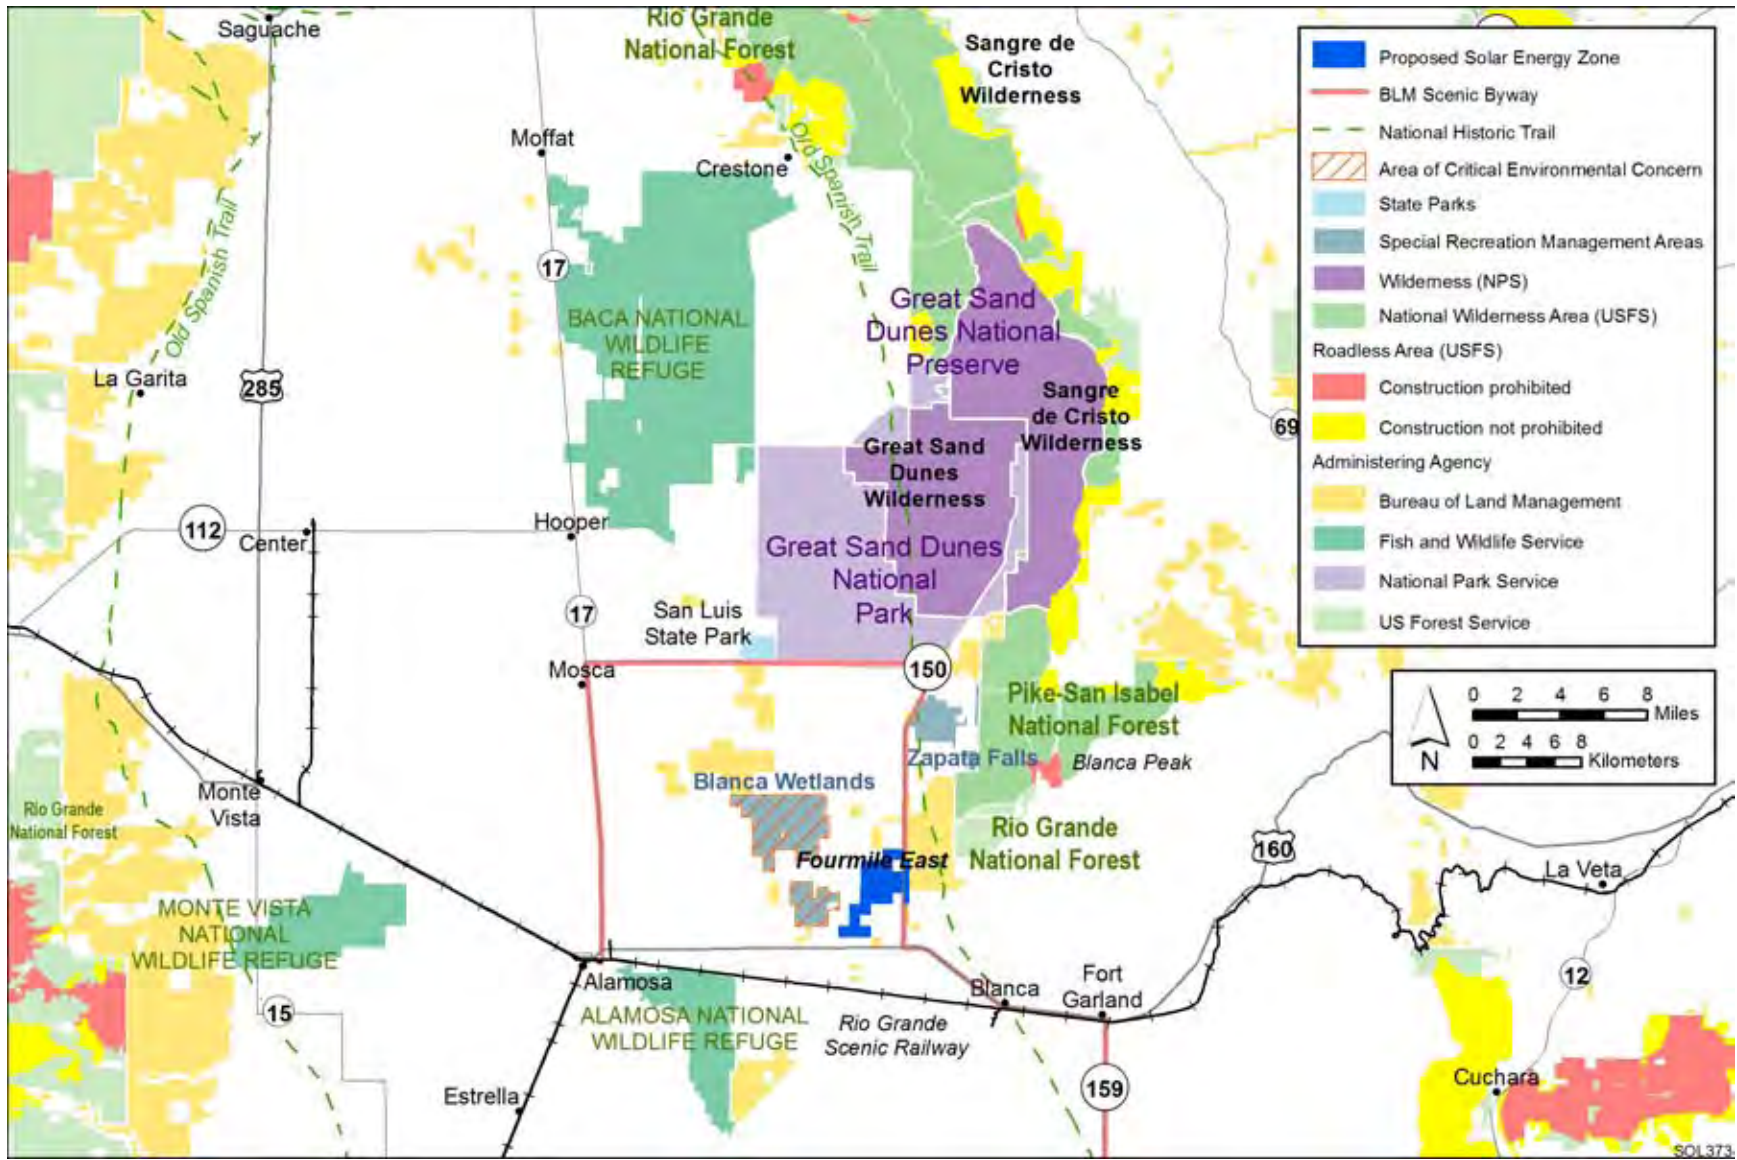 Saguache
Rio Grande
National Forest
Sangre de
Cristo
Wilderness
Moffat
Crestone
Old Spanish Trail
Old Spanish Trail
17
BACA NATIONAL
WILDLIFE
REFUGE
Great Sand
Dunes National
Preserve
La Garita
285
Sangre
de Cristo
Wilderness
69
Great Sand
Dunes
Wilderness
112
Center
Hooper
Great Sand Dunes
National
Park
17
San Luis
State Park
Mosca
150
Pike-San Isabel
National Forest
Zapata Falls
Blanca Peak
Blanca Wetlands
Monte
Vista
Rio Grande
National Forest
Rio Grande
National Forest
Fourmile East
160
La Veta
MONTE VISTA
NATIONAL
WILDLIFE REFUGE
Alamosa
Blanca
Fort
Garland
12
15
ALAMOSA NATIONAL
WILDLIFE REFUGE
Rio Grande
Scenic Railway
Estrella
159
Cuchara
SOL373
Proposed Solar Energy Zone
BLM Scenic Byway
National Historic Trail
Area of Critical Environmental Concern
State Parks
Special Recreation Management Areas
Wilderness (NPS)
National Wilderness Area (USFS)
Roadless Area (USFS)
Construction prohibited
Construction not prohibited
Administering Agency
Bureau of Land Management
Fish and Wildlife Service
National Park Service
US Forest Service
0 2 4 6 8
Miles
0 2 4 6 8
Kilometers
N